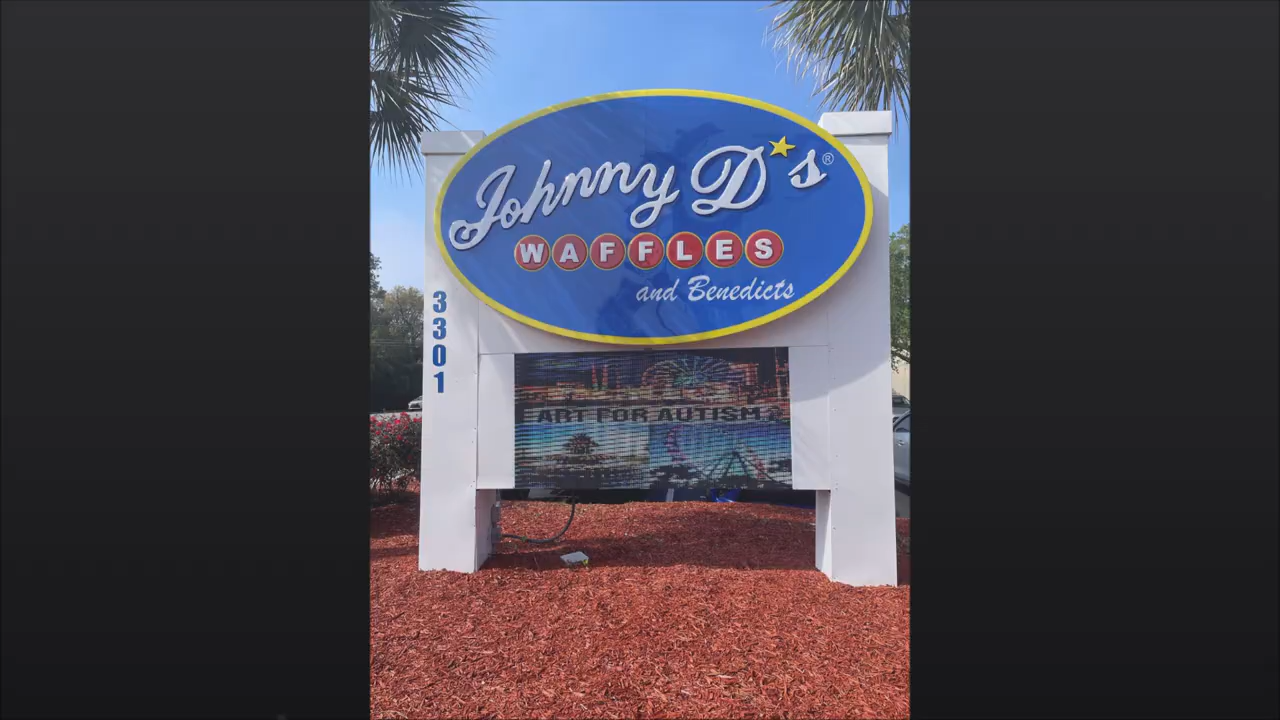 Johnny D's®
WAFFLES
and Benedicts
3301
ART FOR AUTISM